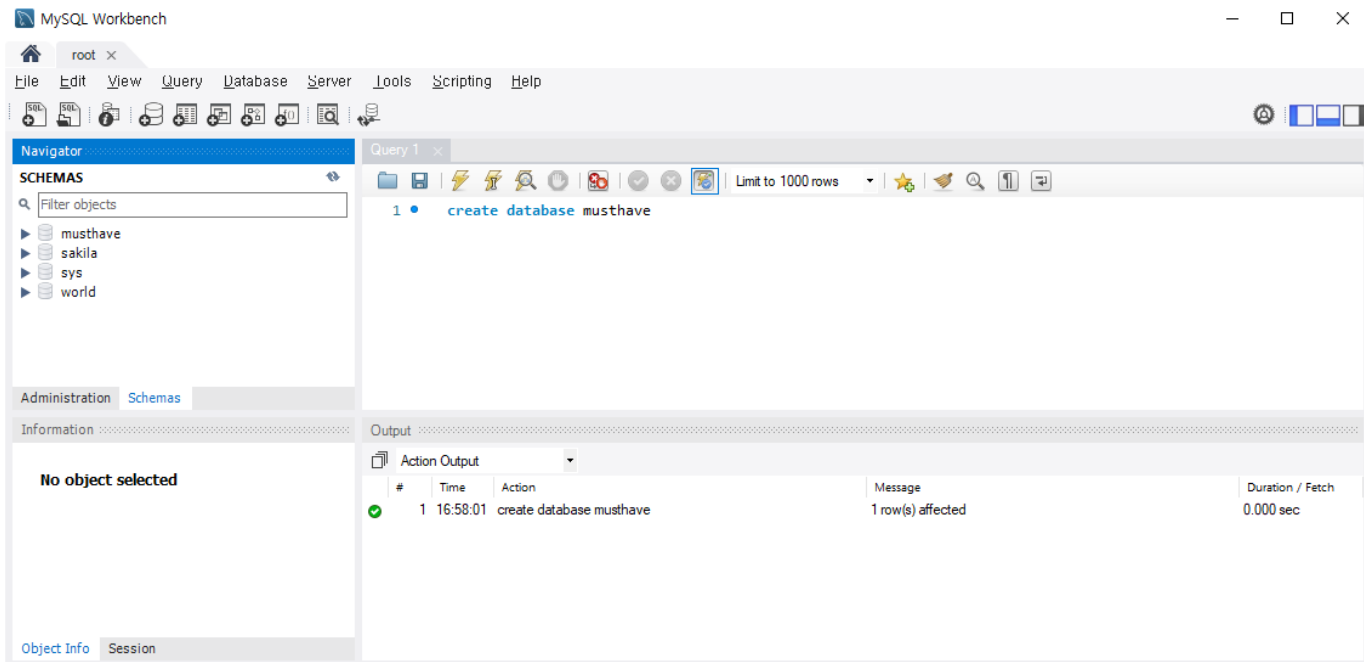 MySQL Workbench
root
File Edit View Query Database Server Tools Scripting Help
Navigator
SCHEMAS
Filter objects
musthave
sakila
sys
world
Administration Schemas
Information
No object selected
Object Info Session
Query 1
Limit to 1000 rows
1 create database musthave
Output
Action Output
# Time Action Message Duration / Fetch
1 16:58:01 create database musthave 1 row(s) affected 0.000 sec